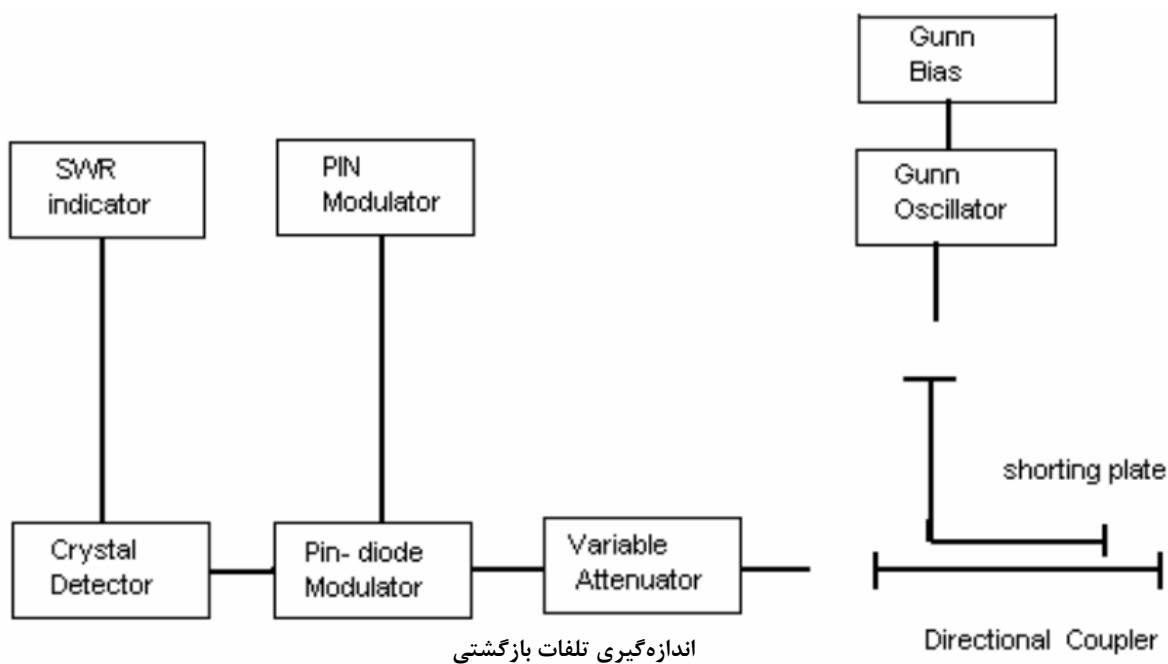 Gunn
Bias
SWR
indicator
PIN
Modulator
Gunn
Oscillator
shorting plate
Crystal
Detector
Pin- diode
Modulator
Variable
Attenuator
Directional Coupler
اندازه‌گیری تلفات بازگشتی